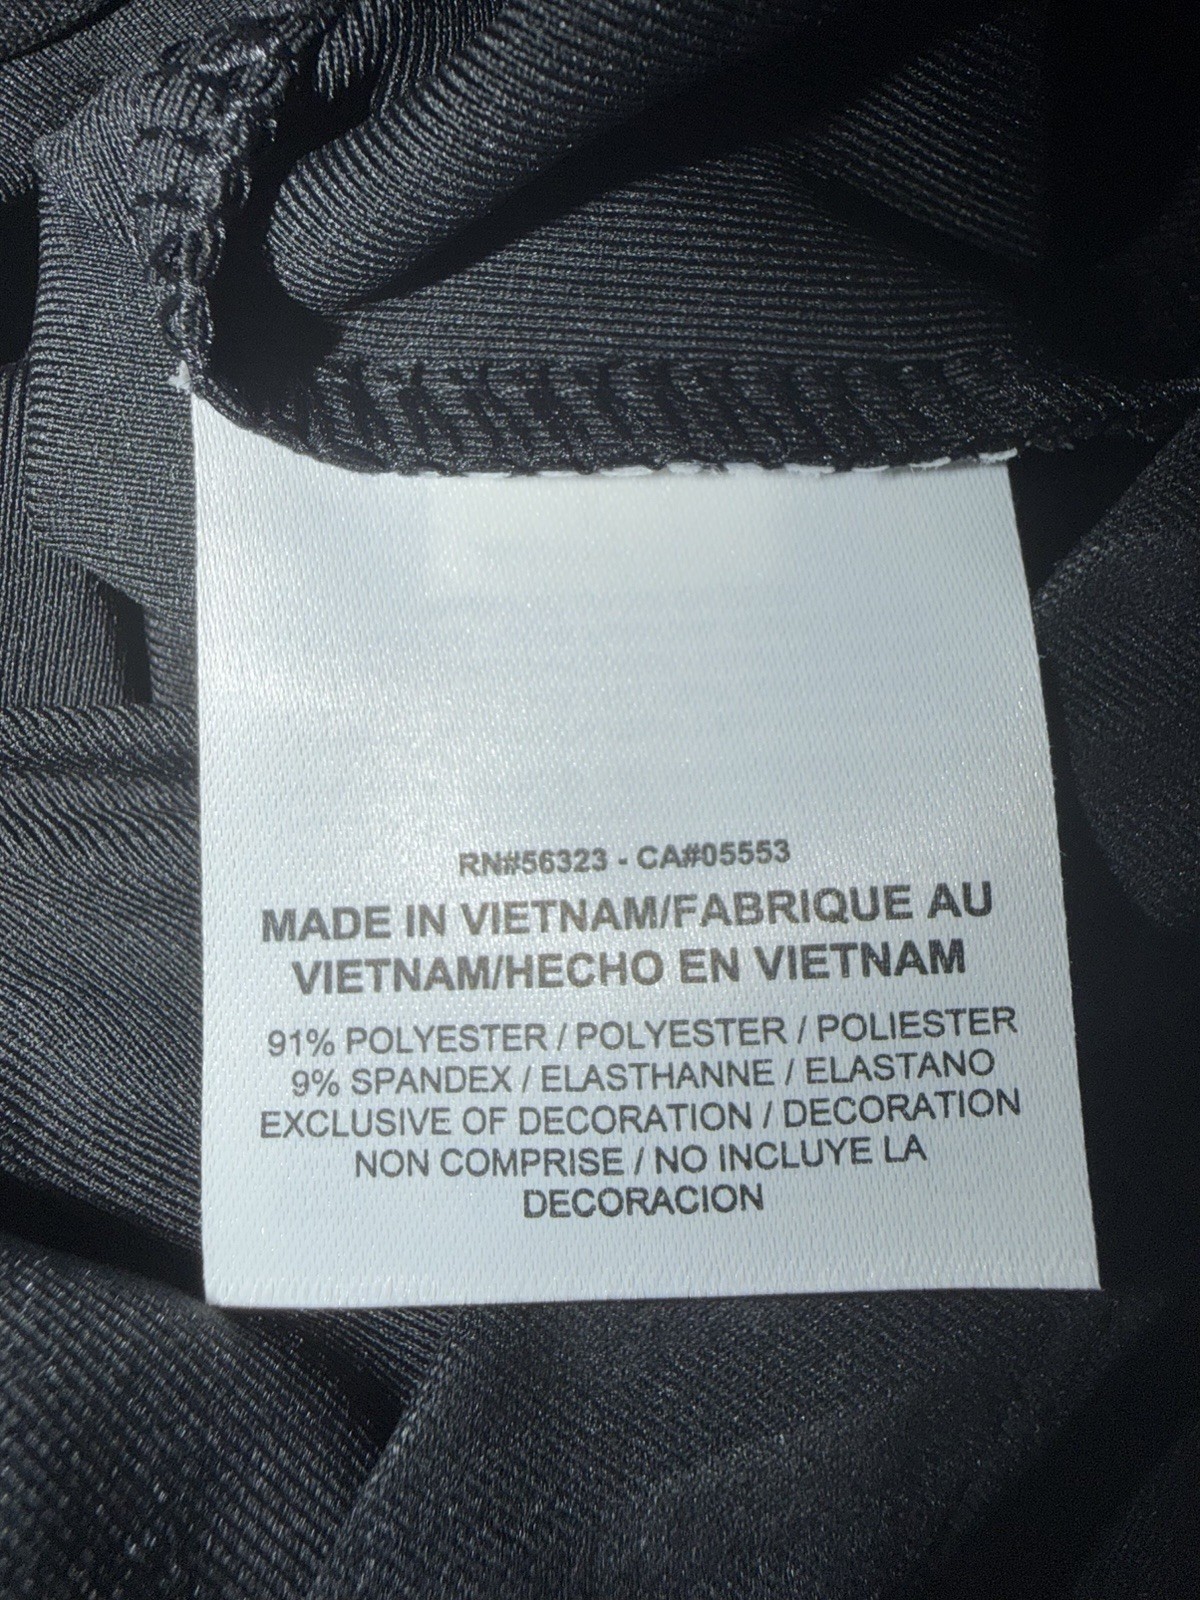 RN#56323 - CA#05553
MADE IN VIETNAM/FABRIQUE AU
VIETNAM/HECHO EN VIETNAM
91% POLYESTER / POLYESTER / POLIESTER
9% SPANDEX / ELASTHANNE / ELASTANO
EXCLUSIVE OF DECORATION / DECORATION
NON COMPRISE / NO INCLUYE LA
DECORACION